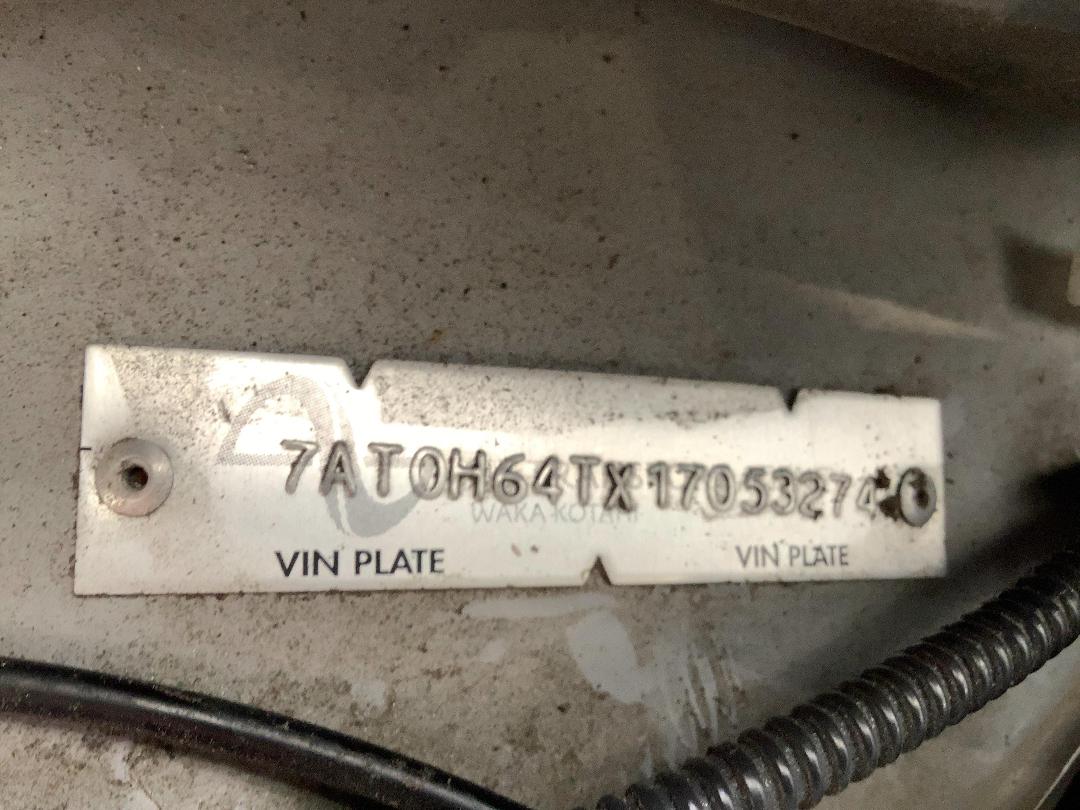 7AT0H64TX17053274
WAKA KOTAHI
VIN PLATE VIN PLATE